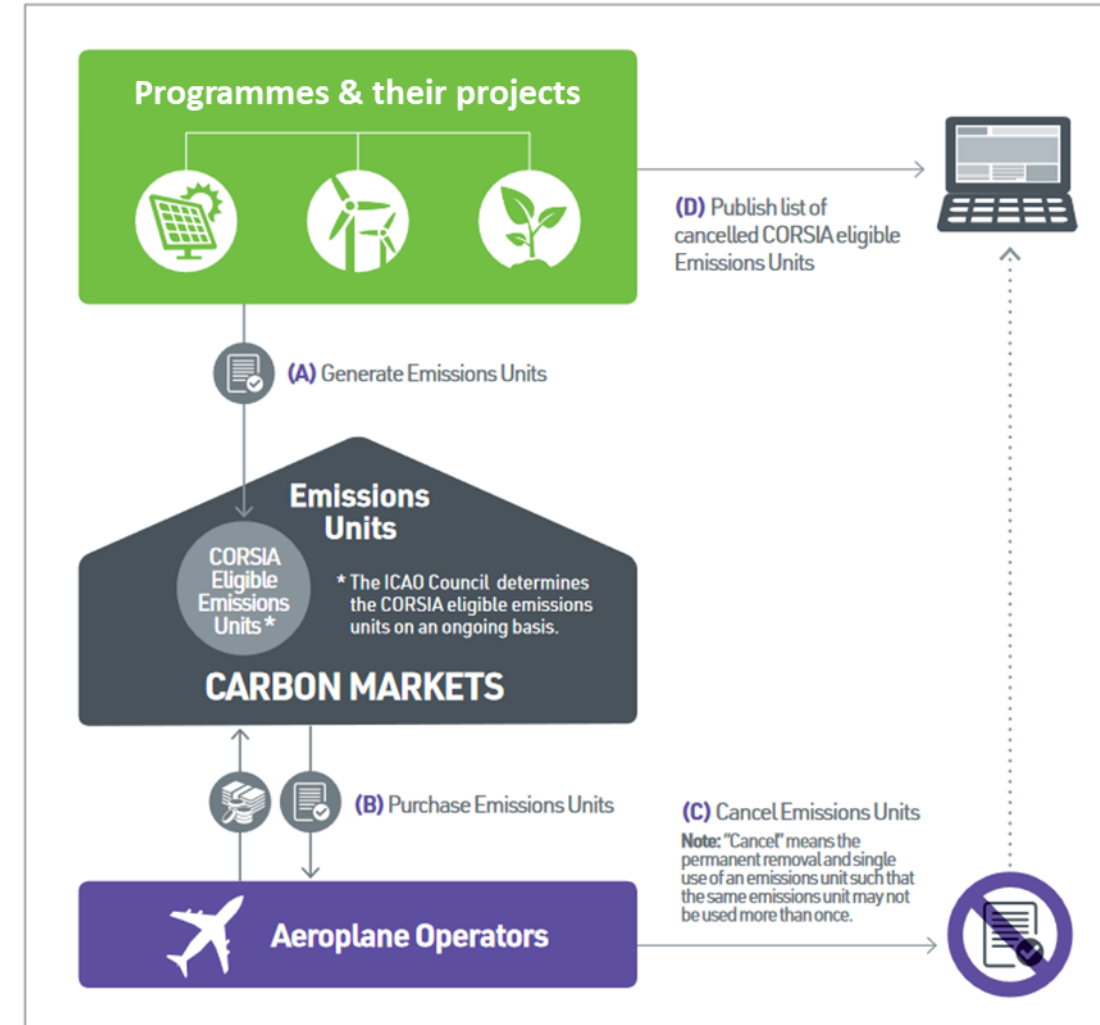 Programmes & their projects
(D) Publish list of
cancelled CORSIA eligible
Emissions Units
(A) Generate Emissions Units
Emissions
Units
CORSIA
Eligible
Emissions
Units *
* The ICAO Council determines
the CORSIA eligible emissions
units on an ongoing basis.
CARBON MARKETS
(B) Purchase Emissions Units
(C) Cancel Emissions Units
Note: "Cancel" means the
permanent removal and single
use of an emissions unit such that
the same emissions unit may not
be used more than once.
Aeroplane Operators